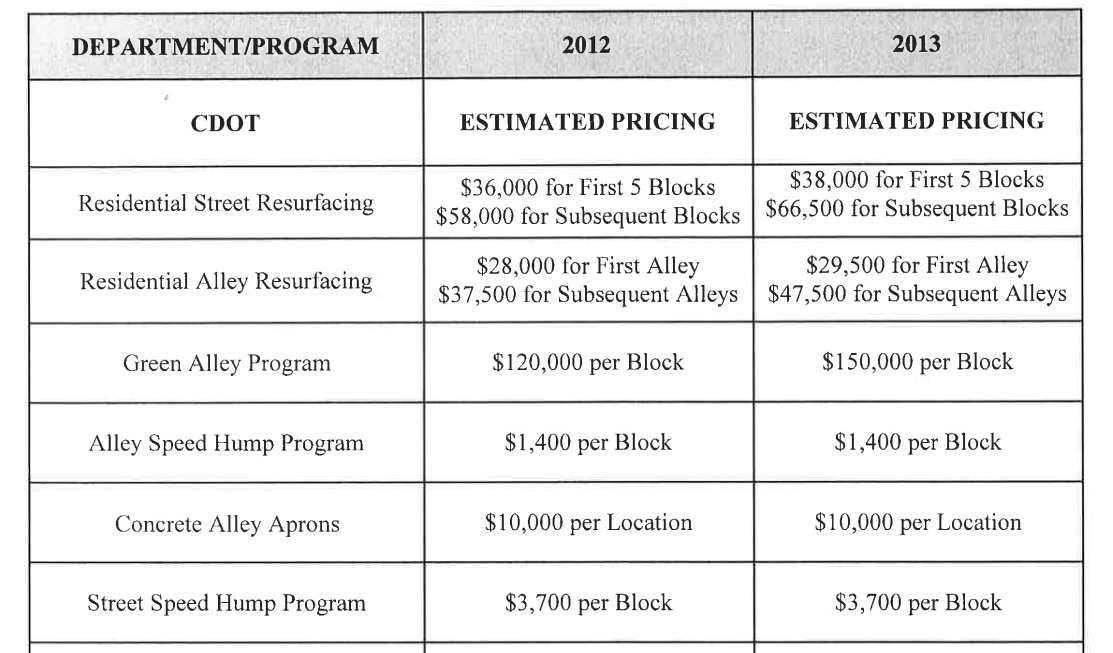 DEPARTMENT/PROGRAM 2012 2013
CDOT ESTIMATED PRICING ESTIMATED PRICING
Residential Street Resurfacing
$36,000 for First 5 Blocks
$58,000 for Subsequent Blocks
$38,000 for First 5 Blocks
$66,500 for Subsequent Blocks
Residential Alley Resurfacing
$28,000 for First Alley
$37,500 for Subsequent Alleys
$29,500 for First Alley
$47,500 for Subsequent Alleys
Green Alley Program $120,000 per Block $150,000 per Block
Alley Speed Hump Program $1,400 per Block $1,400 per Block
Concrete Alley Aprons $10,000 per Location $10,000 per Location
Street Speed Hump Program $3,700 per Block $3,700 per Block